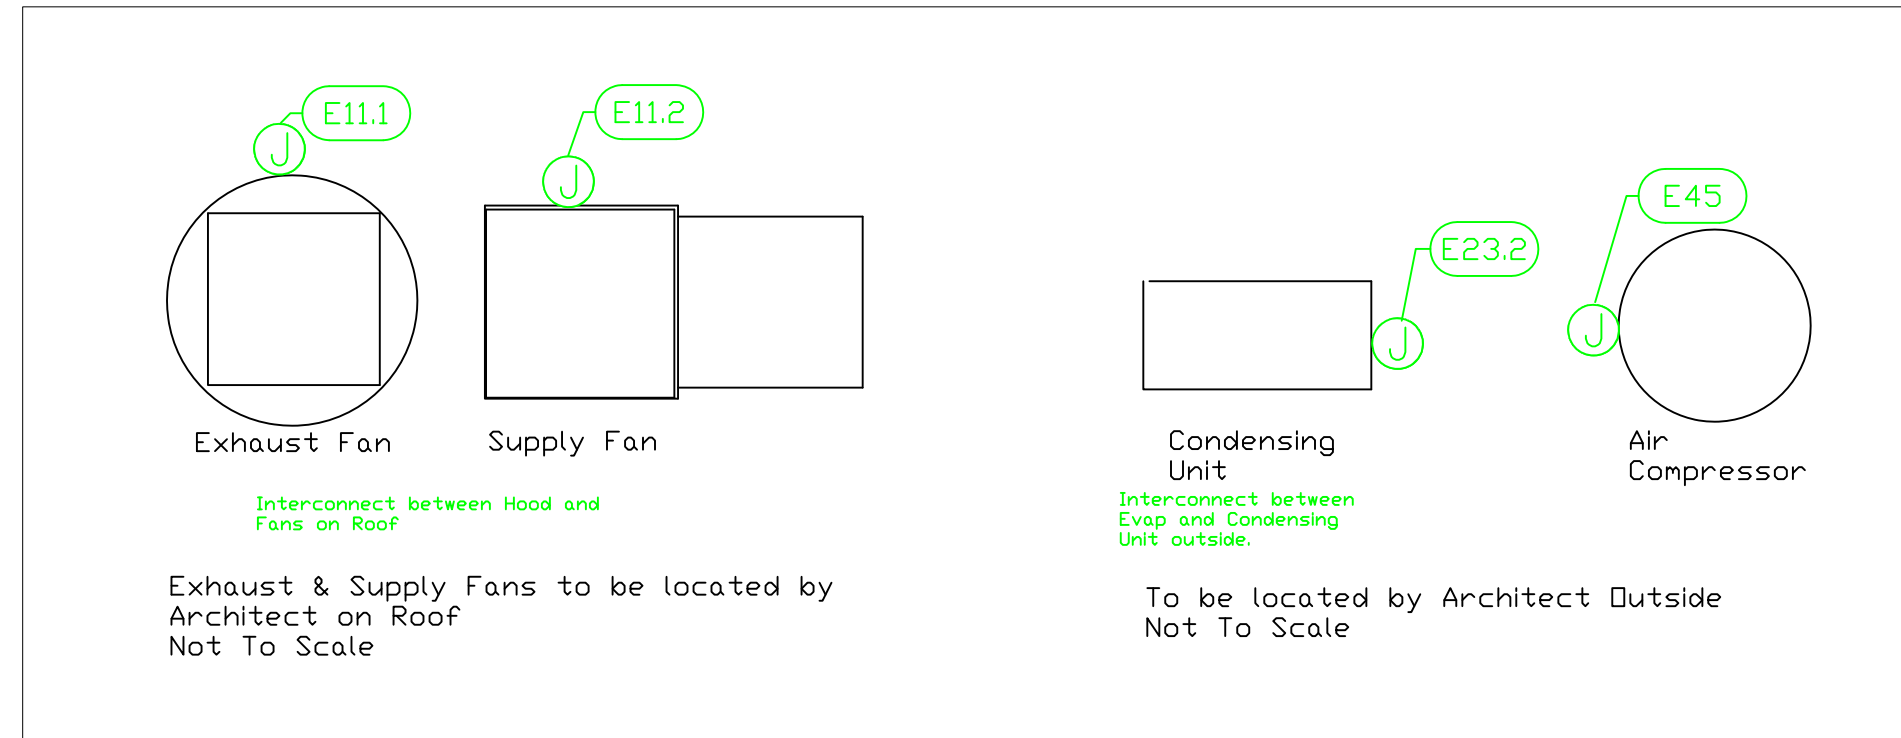 E11.1
J
E11.2
J
E45
E23.2
J
J
Exhaust Fan
Supply Fan
Interconnect between Hood and
Fans on Roof
Exhaust & Supply Fans to be located by
Architect on Roof
Not To Scale
Condensing
Unit
Air
Compressor
Interconnect between
Evap and Condensing
Unit outside.
To be located by Architect Outside
Not To Scale